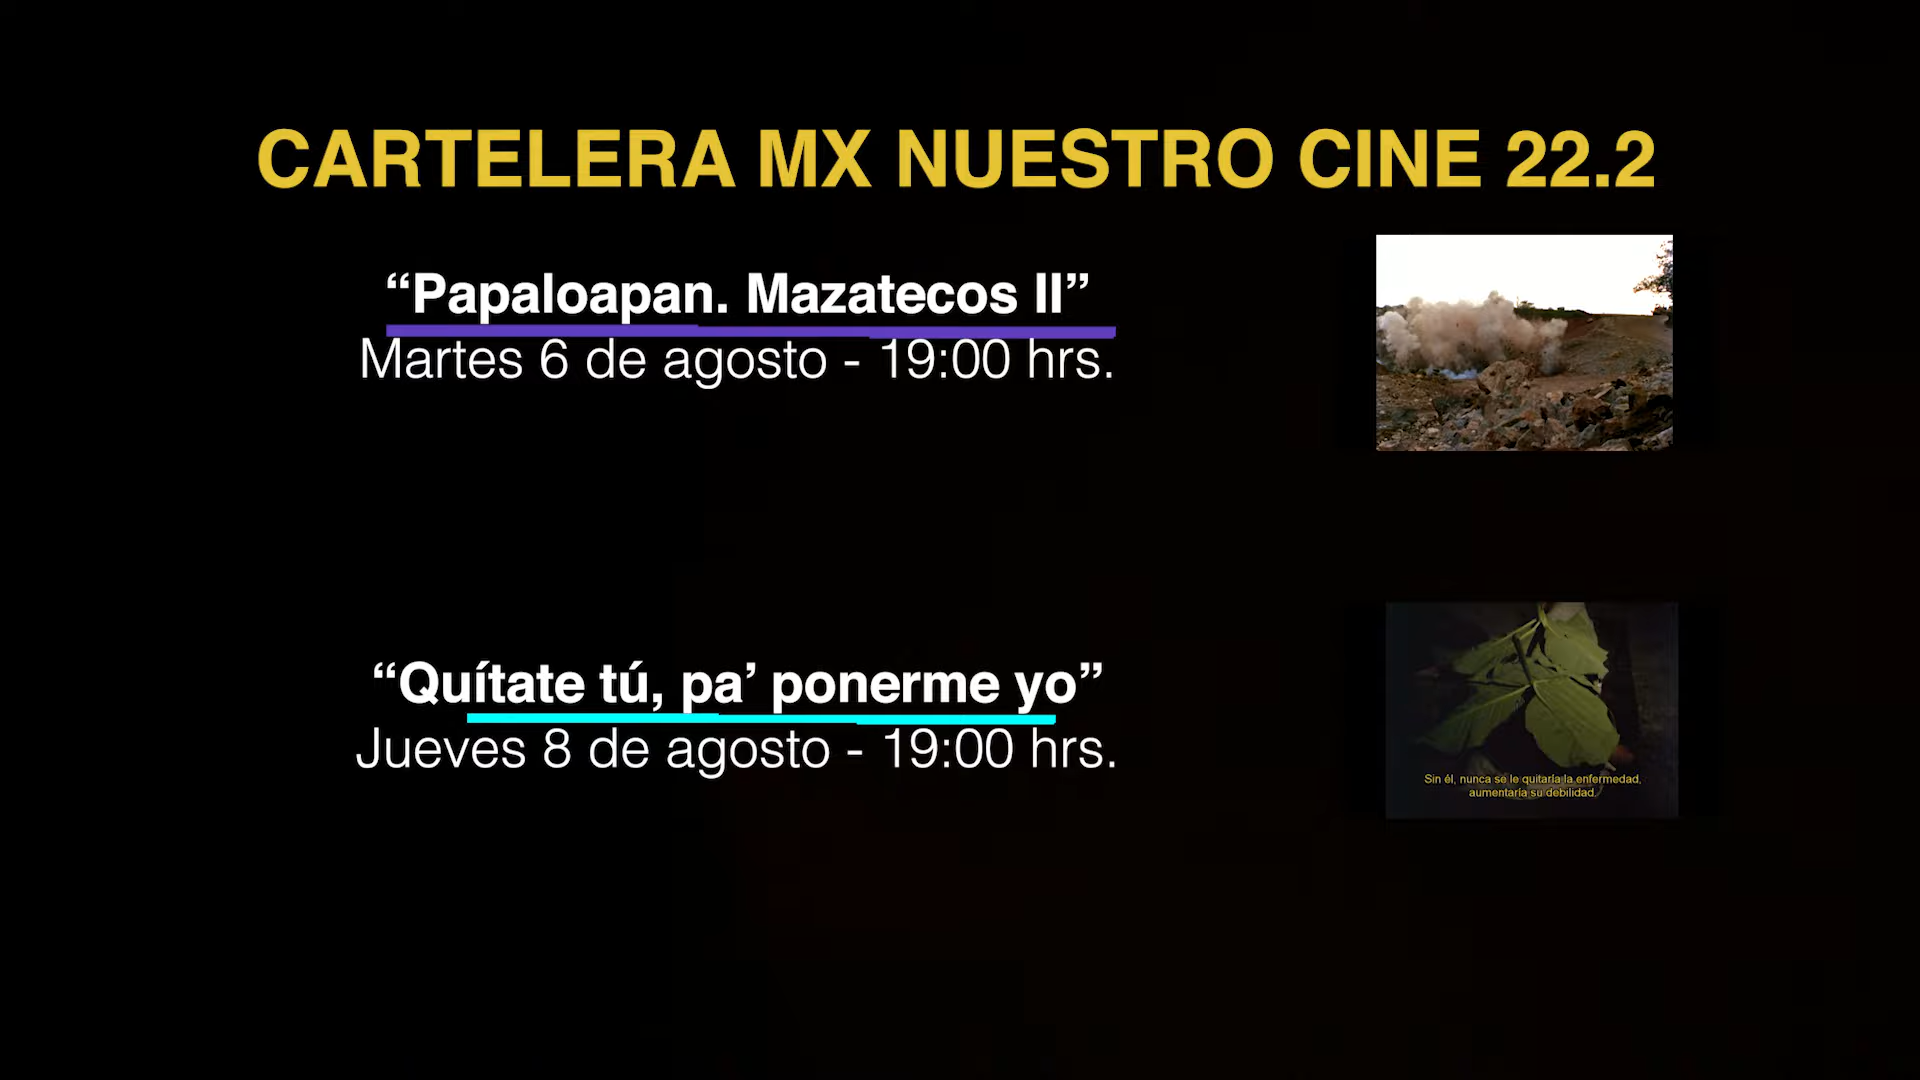 CARTELERA MX NUESTRO CINE 22.2
“Papaloapan. Mazatecos II”
Martes 6 de agosto - 19:00 hrs.
“Quítate tú, pa’ ponerme yo”
Jueves 8 de agosto - 19:00 hrs.
Sin él, nunca se le quitaría la enfermedad,
aumentaría su debilidad